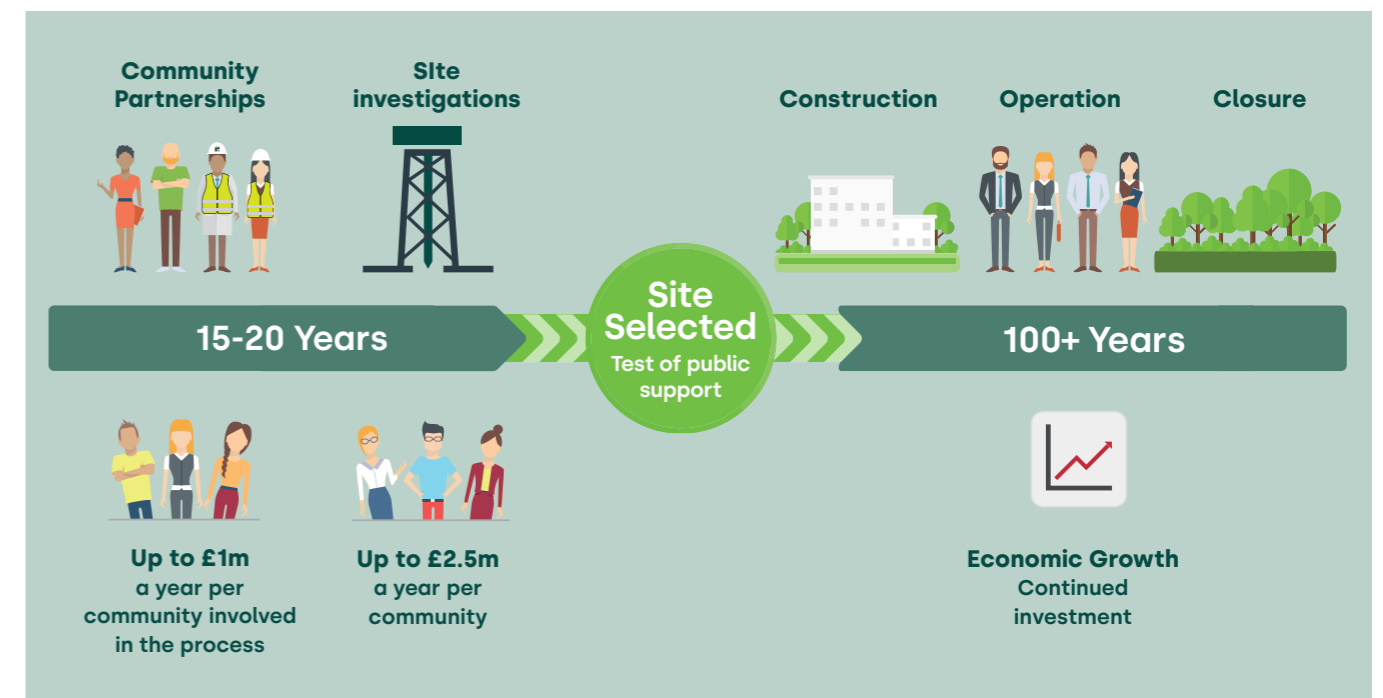 Community
Partnerships
SIte
investigations
Construction
Operation
Closure
15-20 Years
Site
Selected
Test of public
support
100+ Years
Up to £1m
a year per
community involved
in the process
Up to £2.5m
a year per
community
Economic Growth
Continued
investment